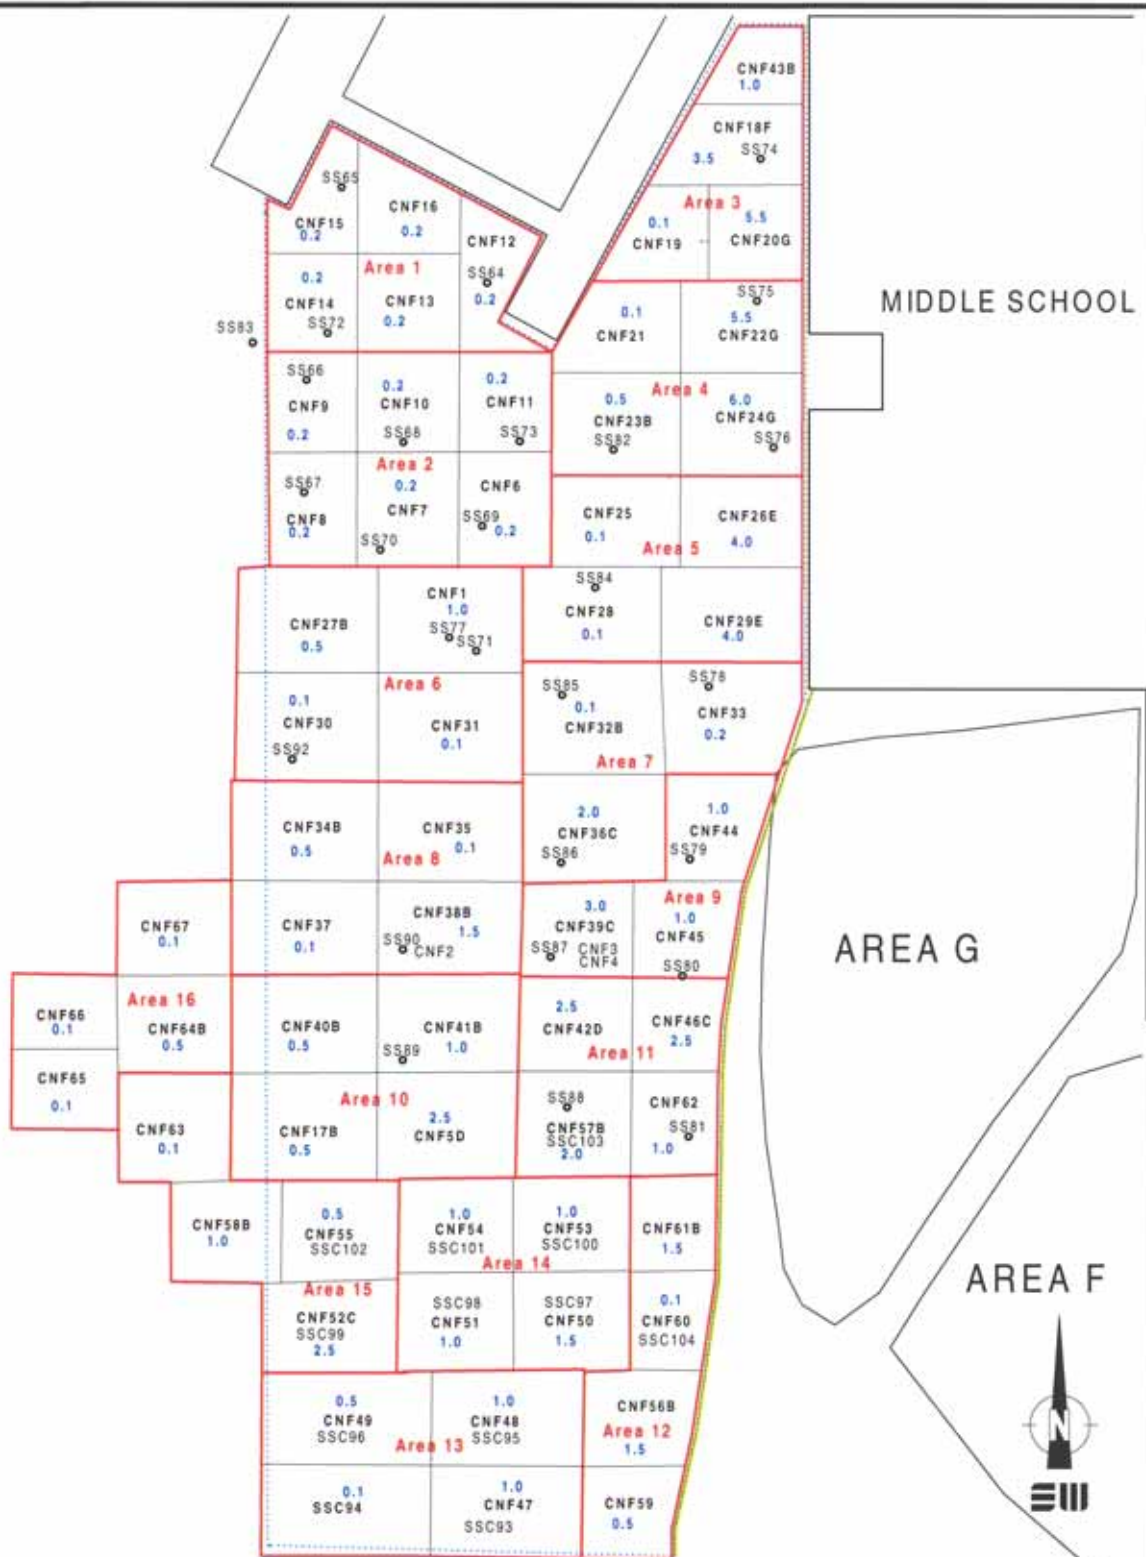 CNF43B
1.0
CNF18F
SS74
3.5
Area 3
0.1
CNF19
5.5
CNF20G
SS65
CNF15
0.2
CNF16
0.2
CNF12
SS64
0.2
Area 1
0.2
CNF14
SS72
CNF13
0.2
SS83
0.1
CNF21
SS75
5.5
CNF22G
MIDDLE SCHOOL
SS66
CNF9
0.2
0.2
CNF10
SS68
0.2
CNF11
SS73
Area 4
0.5
CNF23B
SS82
6.0
CNF24G
SS76
Area 2
SS67
CNF8
0.2
0.2
CNF7
SS70
CNF6
SS69
0.2
CNF25
0.1
CNF26E
4.0
Area 5
CNF27B
0.5
CNF1
1.0
SS77
SS71
SS84
CNF28
0.1
CNF29E
4.0
Area 6
0.1
CNF30
SS92
CNF31
0.1
SS85
0.1
CNF32B
SS78
CNF33
0.2
Area 7
CNF34B
0.5
CNF35
0.1
Area 8
2.0
CNF36C
SS86
1.0
CNF44
SS79
CNF67
0.1
CNF37
0.1
CNF38B
1.5
SS90
CNF2
3.0
CNF39C
SS87
CNF3
CNF4
Area 9
1.0
CNF45
SS80
AREA G
CNF66
0.1
Area 16
CNF64B
0.5
CNF40B
0.5
CNF41B
1.0
SS89
2.5
CNF42D
CNF46C
2.5
Area 11
CNF65
0.1
CNF63
0.1
Area 10
CNF17B
0.5
2.5
CNF5D
SS88
CNF57B
SSC103
2.0
CNF62
SS81
1.0
CNF58B
1.0
0.5
CNF55
SSC102
1.0
CNF54
SSC101
1.0
CNF53
SSC100
CNF61B
1.5
Area 14
Area 15
CNF52C
SSC99
2.5
SSC98
CNF51
1.0
SSC97
CNF50
1.5
0.1
CNF60
SSC104
AREA F
0.5
CNF49
SSC96
1.0
CNF48
SSC95
CNF56B
Area 12
1.5
Area 13
0.1
SSC94
1.0
CNF47
SSC93
CNF59
0.5
N
SW